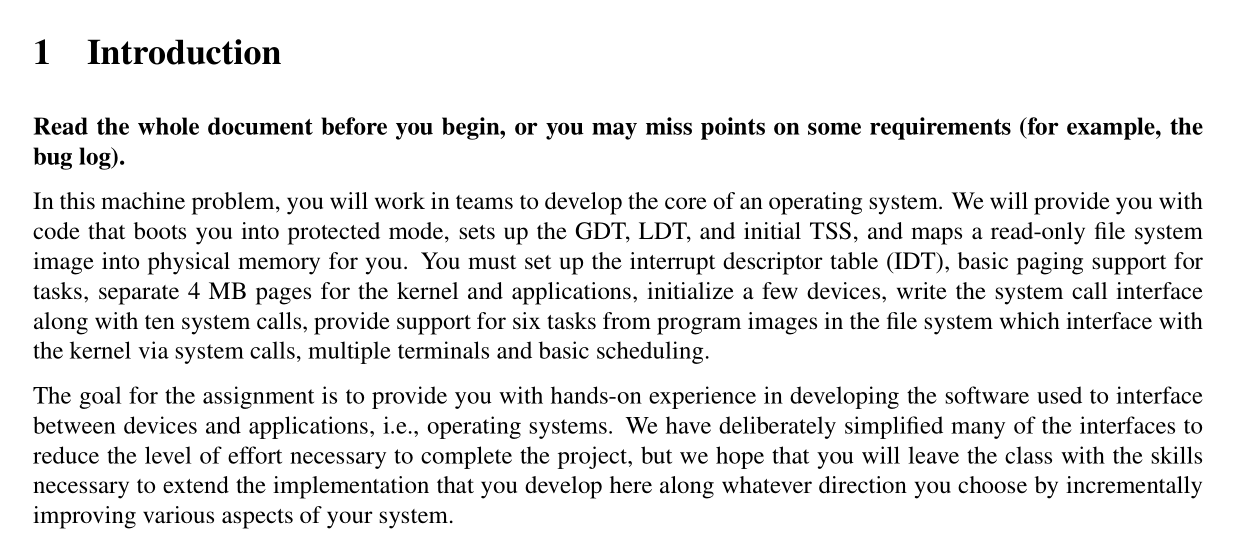 1 Introduction
Read the whole document before you begin, or you may miss points on some requirements (for example, the
bug log).
In this machine problem, you will work in teams to develop the core of an operating system. We will provide you with
code that boots you into protected mode, sets up the GDT, LDT, and initial TSS, and maps a read-only file system
image into physical memory for you. You must set up the interrupt descriptor table (IDT), basic paging support for
tasks, separate 4 MB pages for the kernel and applications, initialize a few devices, write the system call interface
along with ten system calls, provide support for six tasks from program images in the file system which interface with
the kernel via system calls, multiple terminals and basic scheduling.
The goal for the assignment is to provide you with hands-on experience in developing the software used to interface
between devices and applications, i.e., operating systems. We have deliberately simplified many of the interfaces to
reduce the level of effort necessary to complete the project, but we hope that you will leave the class with the skills
necessary to extend the implementation that you develop here along whatever direction you choose by incrementally
improving various aspects of your system.